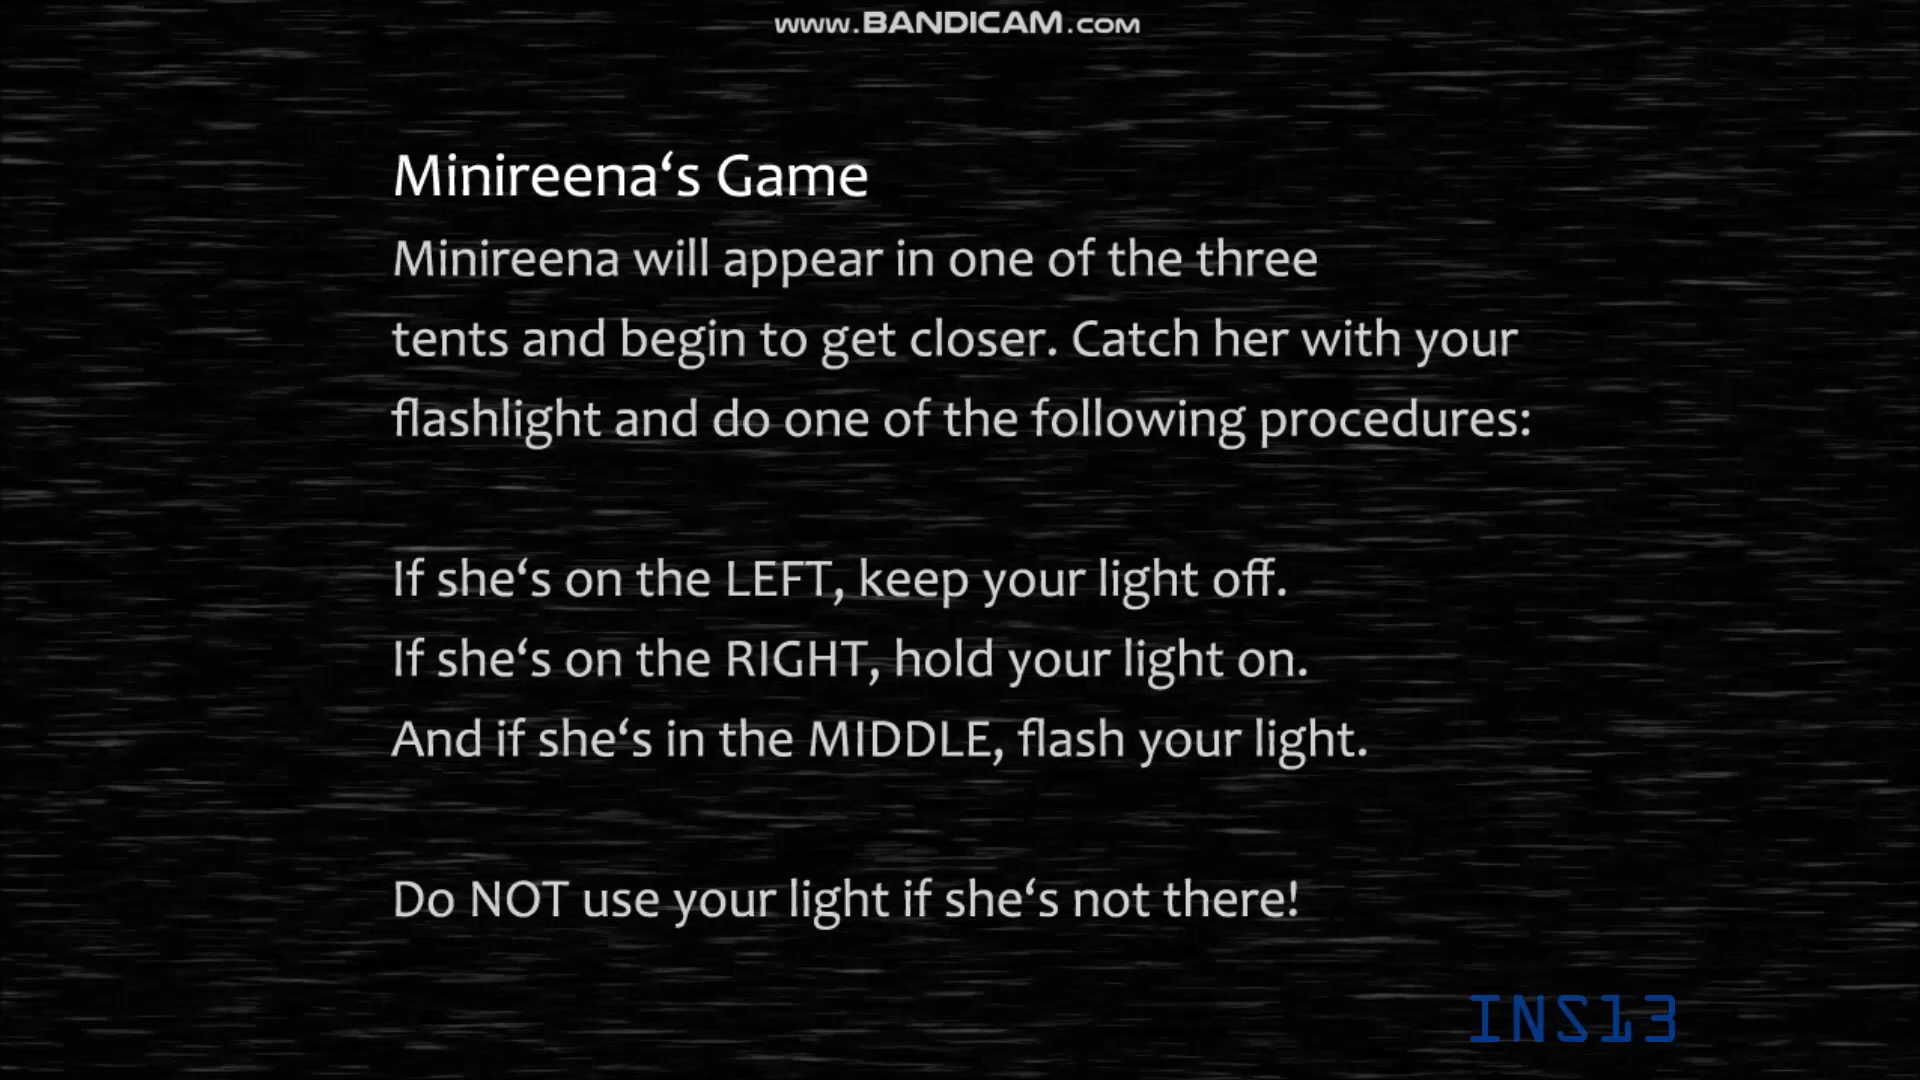 www.BANDICAM.com
Minireena‘s Game
Minireena will appear in one of the three
tents and begin to get closer. Catch her with your
flashlight and do one of the following procedures:
If she‘s on the LEFT, keep your light off.
If she‘s on the RIGHT, hold your light on.
And if she‘s in the MIDDLE, flash your light.
Do NOT use your light if she‘s not there!
INS13